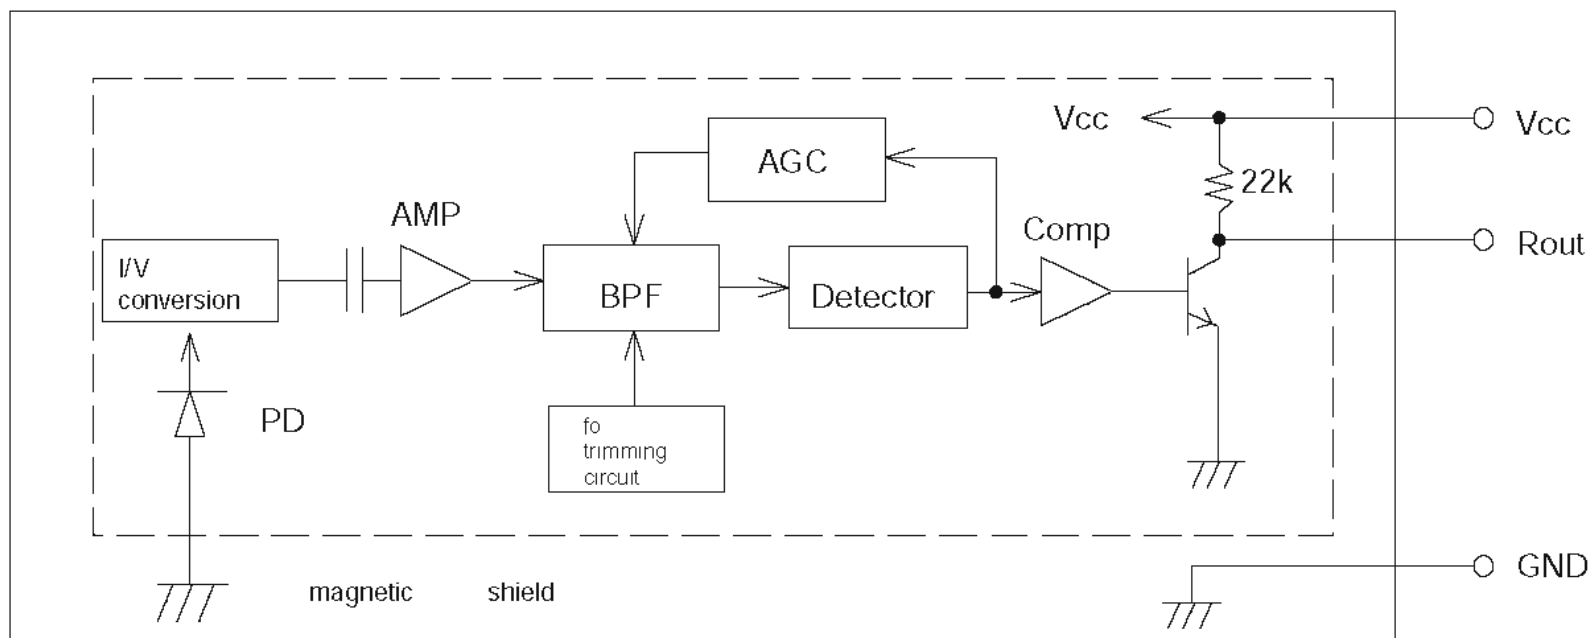 Vcc
Vcc
AGC
22k
AMP
Comp
Rout
I/V
conversion
BPF
Detector
PD
fo
trimming
circuit
GND
magnetic shield